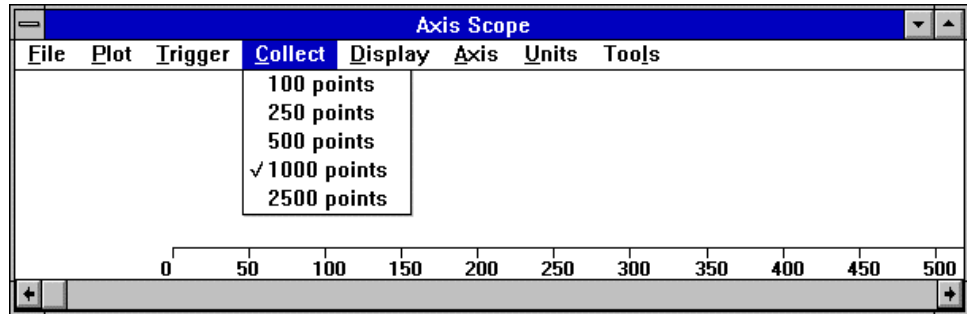 Axis Scope
File Plot Trigger Collect Display Axis Units Tools
100 points
250 points
500 points
√1000 points
2500 points
0 50 100 150 200 250 300 350 400 450 500